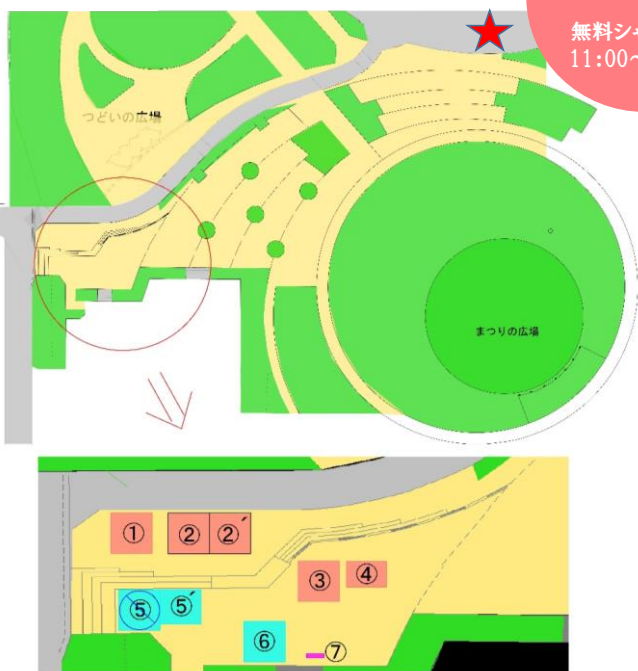 無料シャ
11:00~
つどいの広場
まつりの広場
① ② ②´
③ ④
⑤ ⑤´
⑥ ⑦